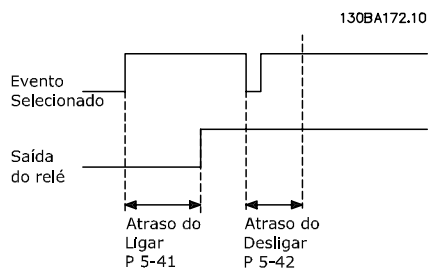 130BA172.10
Evento
Selecionado
Saída
do relé
Atraso do
Ligar
P 5-41
Atraso do
Desligar
P 5-42